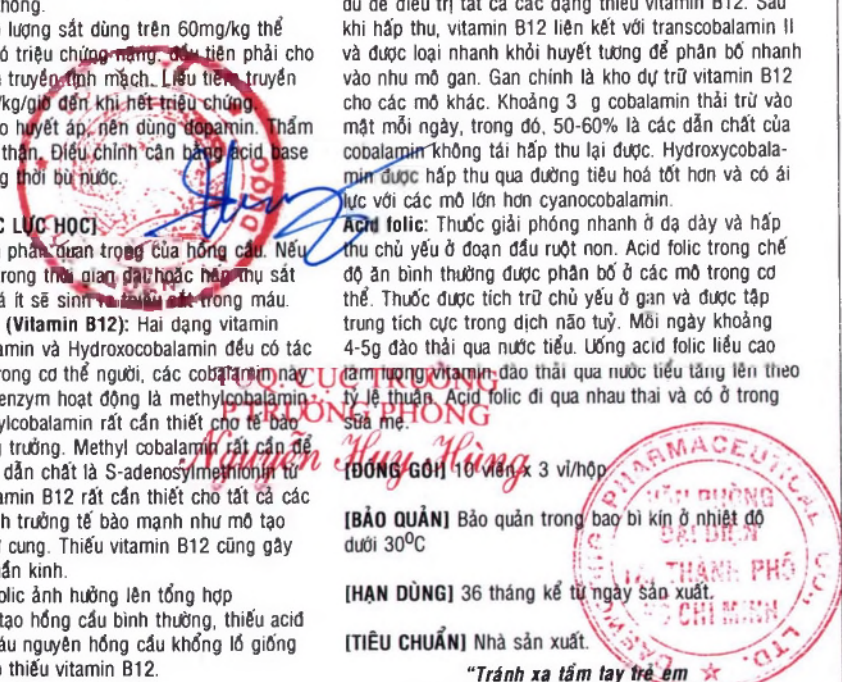 không.
lượng sắt dùng trên 60mg/kg thể
ó triệu chứng nặng, đầu tiên phải cho
truyền tĩnh mạch. Liều tiêm truyền
/kg/giờ đến khi hết triệu chứng.
o huyết áp, nên dùng dopamin. Thẩm
thận. Điều chỉnh cân bằng acid base
g thời bù nước.
C LỰC HỌC]
phần quan trọng của hồng cầu. Nếu
rong thời gian dài hoặc hấp thụ sắt
á ít sẽ sinh ra thiếu sắt trong máu.
(Vitamin B12): Hai dạng vitamin
amin và Hydroxocobalamin đều có tác
rong cơ thể người, các cobalamin này
enzym hoạt động là methylcobalamin
ylcobalamin rất cần thiết cho tế bào
g trưởng. Methyl cobalamin rất cần để
dẫn chất là S-adenosylmethionin từ
amin B12 rất cần thiết cho tất cả các
h trưởng tế bào mạnh như mô tạo
ử cung. Thiếu vitamin B12 cũng gây
ần kinh.
olic ảnh hưởng lên tổng hợp
tạo hồng cầu bình thường, thiếu acid
áu nguyên hồng cầu khổng lồ giống
o thiếu vitamin B12.
đủ để điều trị tất cả các dạng thiếu vitamin B12. Sau
khi hấp thu, vitamin B12 liên kết với transcobalamin II
và được loại nhanh khỏi huyết tương để phân bố nhanh
vào nhu mô gan. Gan chính là kho dự trữ vitamin B12
cho các mô khác. Khoảng 3 g cobalamin thải trừ vào
mật mỗi ngày, trong đó, 50-60% là các dẫn chất của
cobalamin không tái hấp thu lại được. Hydroxycobala-
min được hấp thu qua đường tiêu hoá tốt hơn và có ái
lực với các mô lớn hơn cyanocobalamin.
Acid folic: Thuốc giải phóng nhanh ở dạ dày và hấp
thu chủ yếu ở đoạn đầu ruột non. Acid folic trong chế
độ ăn bình thường được phân bố ở các mô trong cơ
thể. Thuốc được tích trữ chủ yếu ở gan và được tập
trung tích cực trong dịch não tuỷ. Mỗi ngày khoảng
4-5g đào thải qua nước tiểu. Uống acid folic liều cao
làm lượng vitamin đào thải qua nước tiểu tăng lên theo
tỷ lệ thuận. Acid folic đi qua nhau thai và có ở trong
sữa mẹ.
[ĐÓNG GÓI] 10 viên x 3 vỉ/hộp
[BẢO QUẢN] Bảo quản trong bao bì kín ở nhiệt độ
dưới 30⁰C
[HẠN DÙNG] 36 tháng kể từ ngày sản xuất.
[TIÊU CHUẨN] Nhà sản xuất.
"Tránh xa tầm tay trẻ em
TUQ. CỤC TRƯỞNG
P.TRƯỞNG PHÒNG
Nguyễn Huy Hùng
DƯỢC
PHARMACEUTICAL CO., LTD.
VĂN PHÒNG
ĐẠI DIỆN
TẠI THÀNH PHỐ
HỒ CHÍ MINH